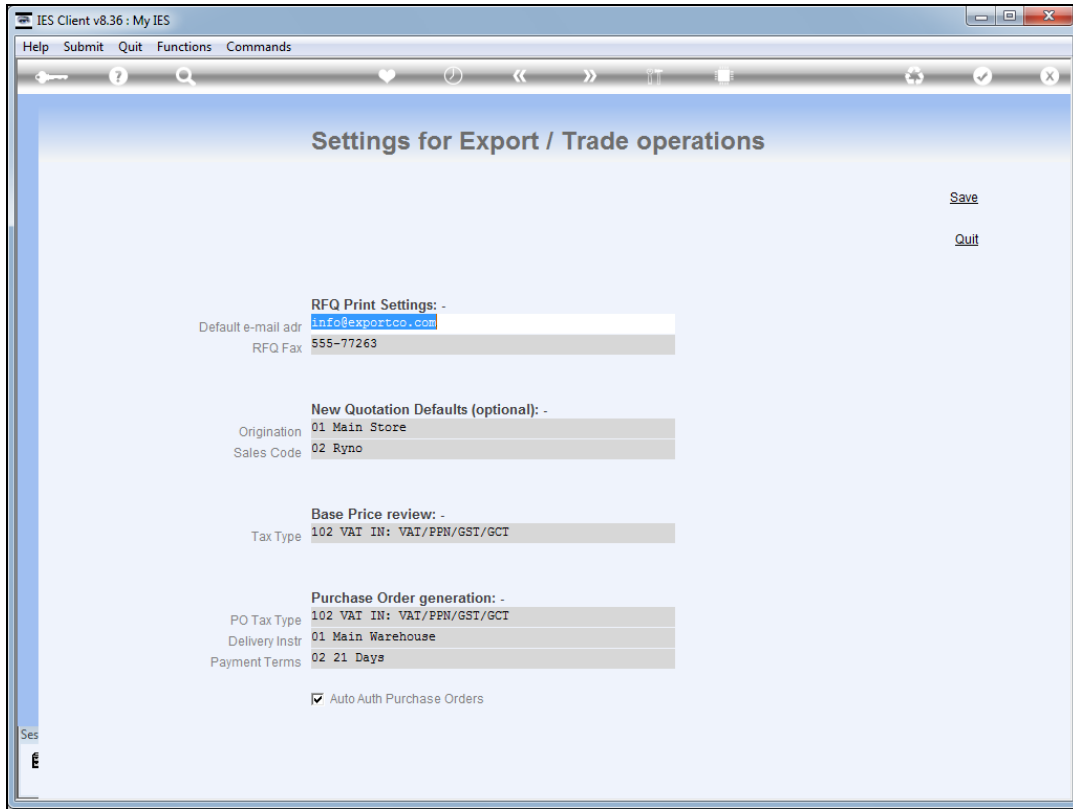 IES Client v8.36 : My IES
Help Submit Quit Functions Commands
Settings for Export / Trade operations
Save
Quit
RFQ Print Settings: -
Default e-mail adr info@exportco.com
RFQ Fax 555-77263
New Quotation Defaults (optional): -
Origination 01 Main Store
Sales Code 02 Ryno
Base Price review: -
Tax Type 102 VAT IN: VAT/PPN/GST/GCT
Purchase Order generation: -
PO Tax Type 102 VAT IN: VAT/PPN/GST/GCT
Delivery Instr 01 Main Warehouse
Payment Terms 02 21 Days
Auto Auth Purchase Orders
Ses